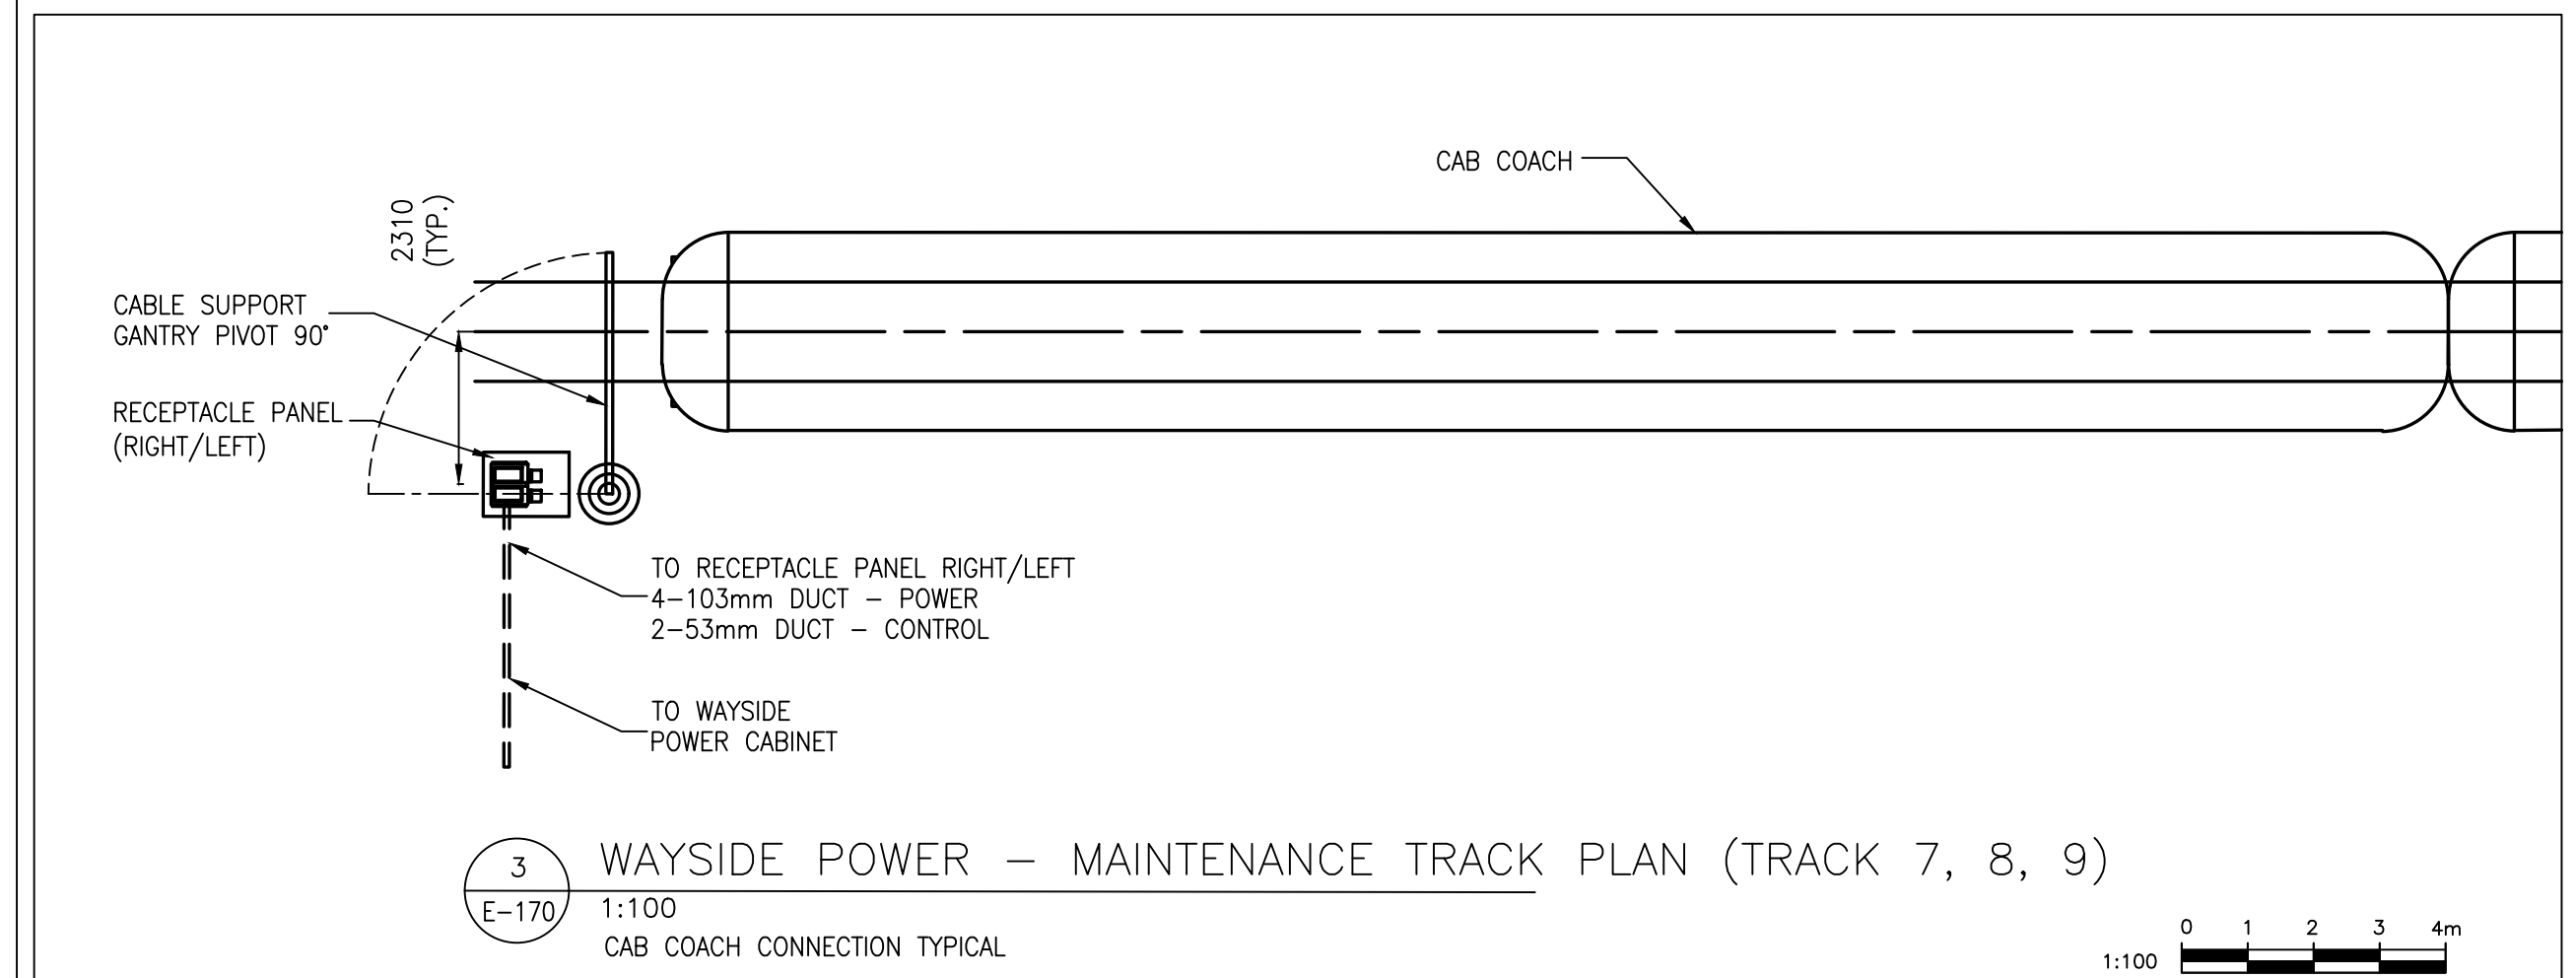 CAB COACH
2310
(TYP.)
CABLE SUPPORT
GANTRY PIVOT 90°
RECEPTACLE PANEL
(RIGHT/LEFT)
TO RECEPTACLE PANEL RIGHT/LEFT
4-103mm DUCT - POWER
2-53mm DUCT - CONTROL
TO WAYSIDE
POWER CABINET
3
E-170
WAYSIDE POWER - MAINTENANCE TRACK PLAN (TRACK 7, 8, 9)
1:100
CAB COACH CONNECTION TYPICAL
0 1 2 3 4m
1:100